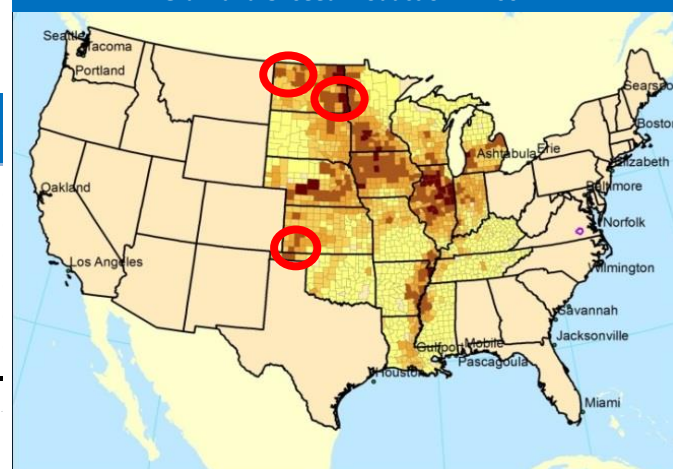 Seattle
Tacoma
Portland
Searspo
Boston
Ashtabula
Erie
Elizabeth
Baltimore
Oakland
Norfolk
Los Angeles
Wilmington
Savannah
Jacksonville
Gulfport
Mobile
Pascagoula
Houston
Miami